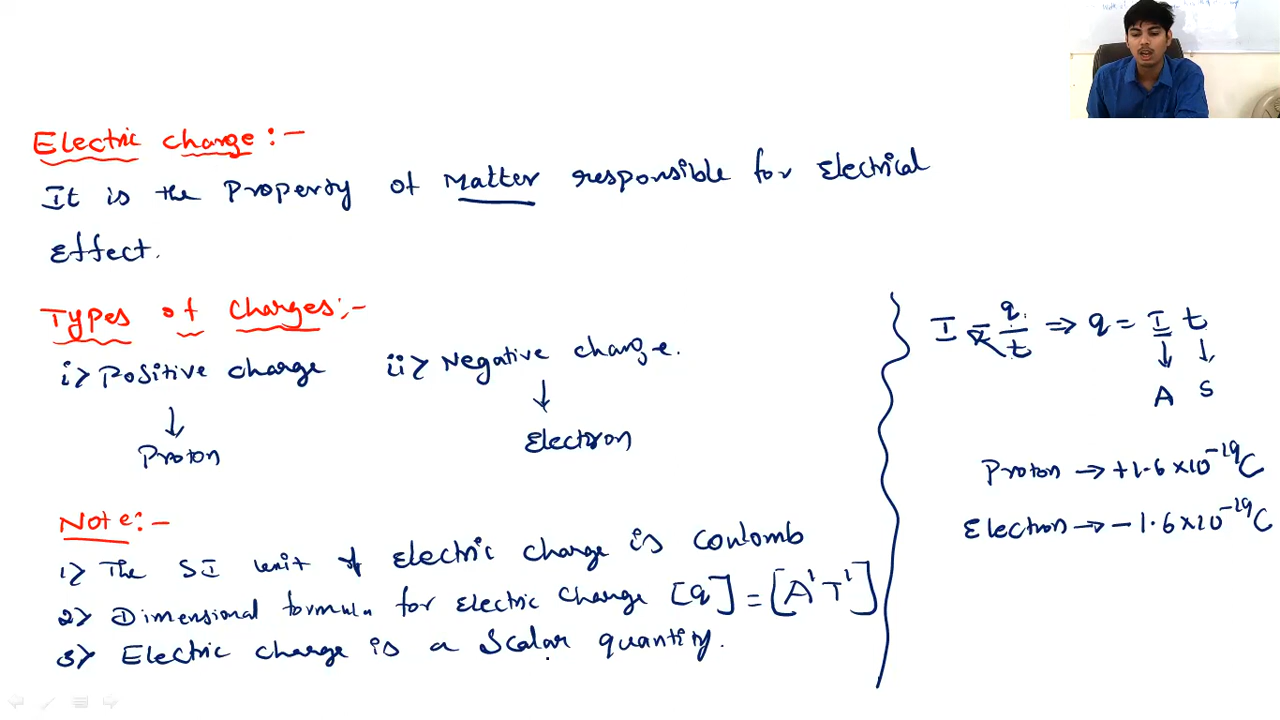 Electric charge :-
It is the Property of Matter responsible for Electrical
Effect.
Types of Charges:-
i> Positive charge ii> Negative charge.
↓ ↓
Proton Electron
Note:-
1> The SI unit of electric charge is coulomb
2> Dimensional formula for electric charge [q] = [A¹T¹]
3> Electric charge is a scalar quantity.
I = q/t ⇒ q = I t
↓ ↓
A S
Proton → +1.6×10⁻¹⁹C
Electron → -1.6×10⁻¹⁹C